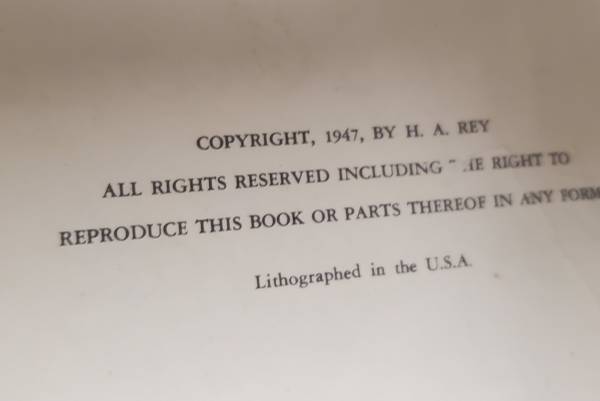 COPYRIGHT, 1947, BY H. A. REY
ALL RIGHTS RESERVED INCLUDING RIGHT TO
REPRODUCE THIS BOOK OR PARTS THEREOF IN ANY FORM
Lithographed in the U.S.A.